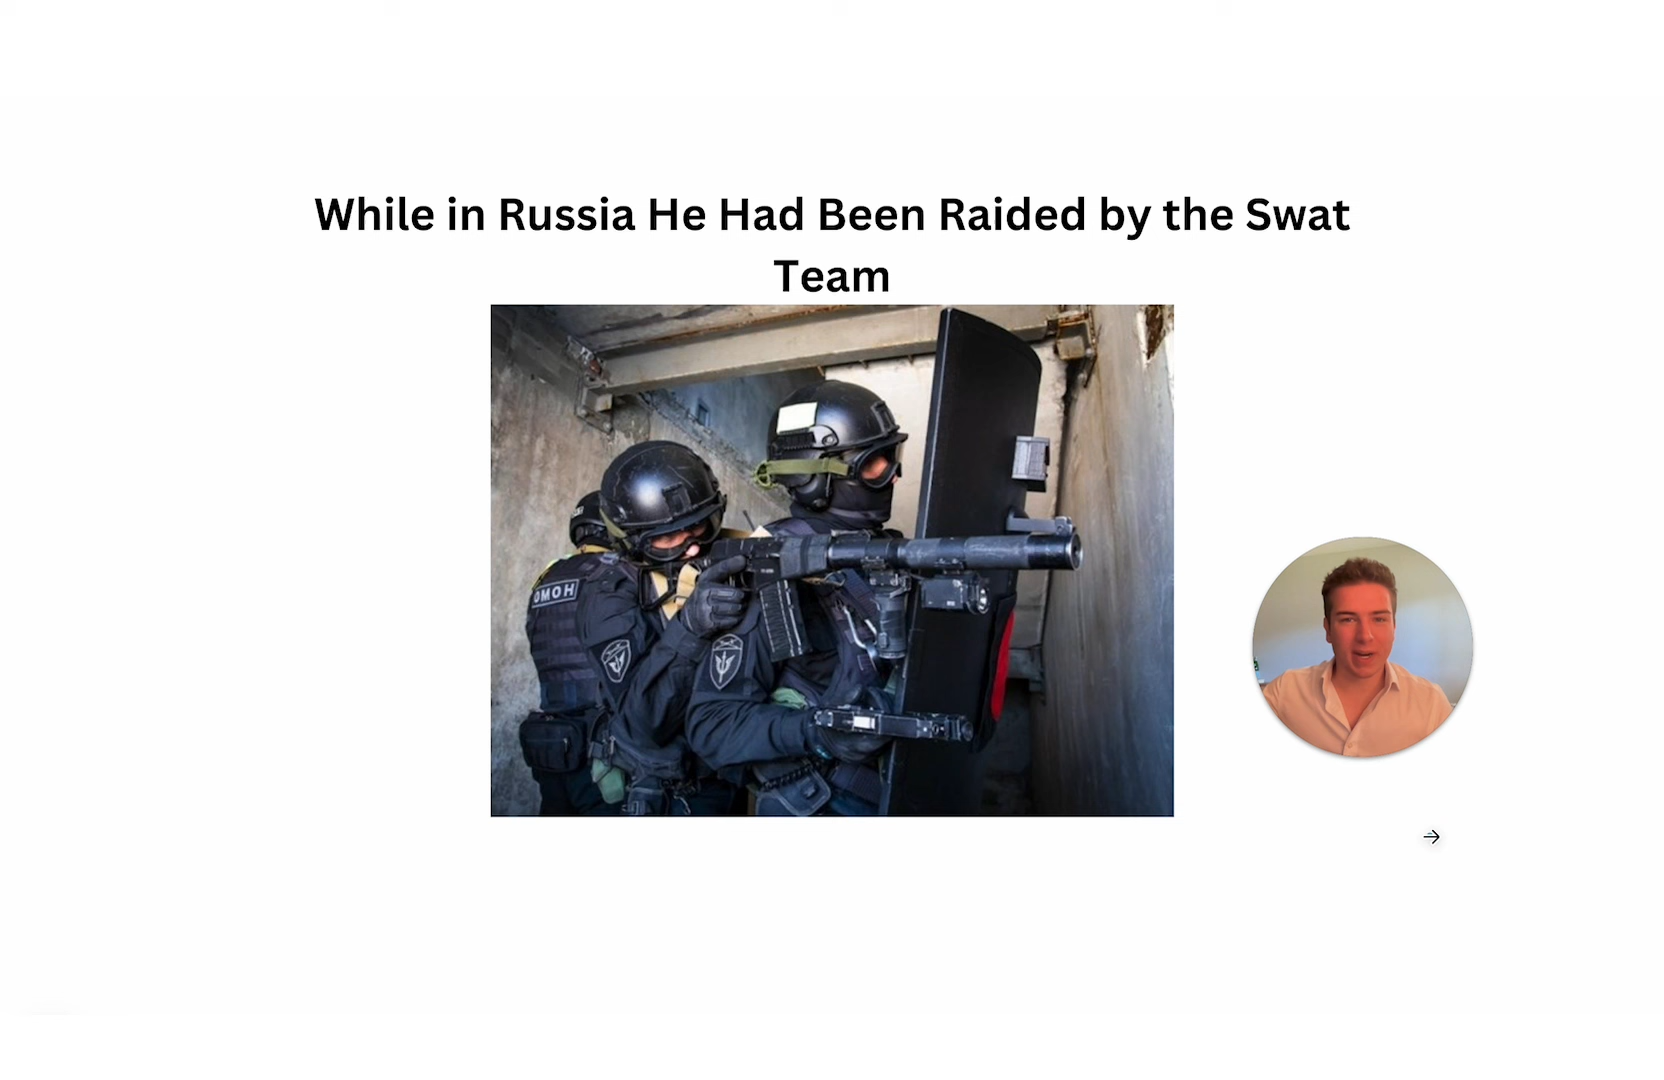 While in Russia He Had Been Raided by the Swat
Team
ОМОН